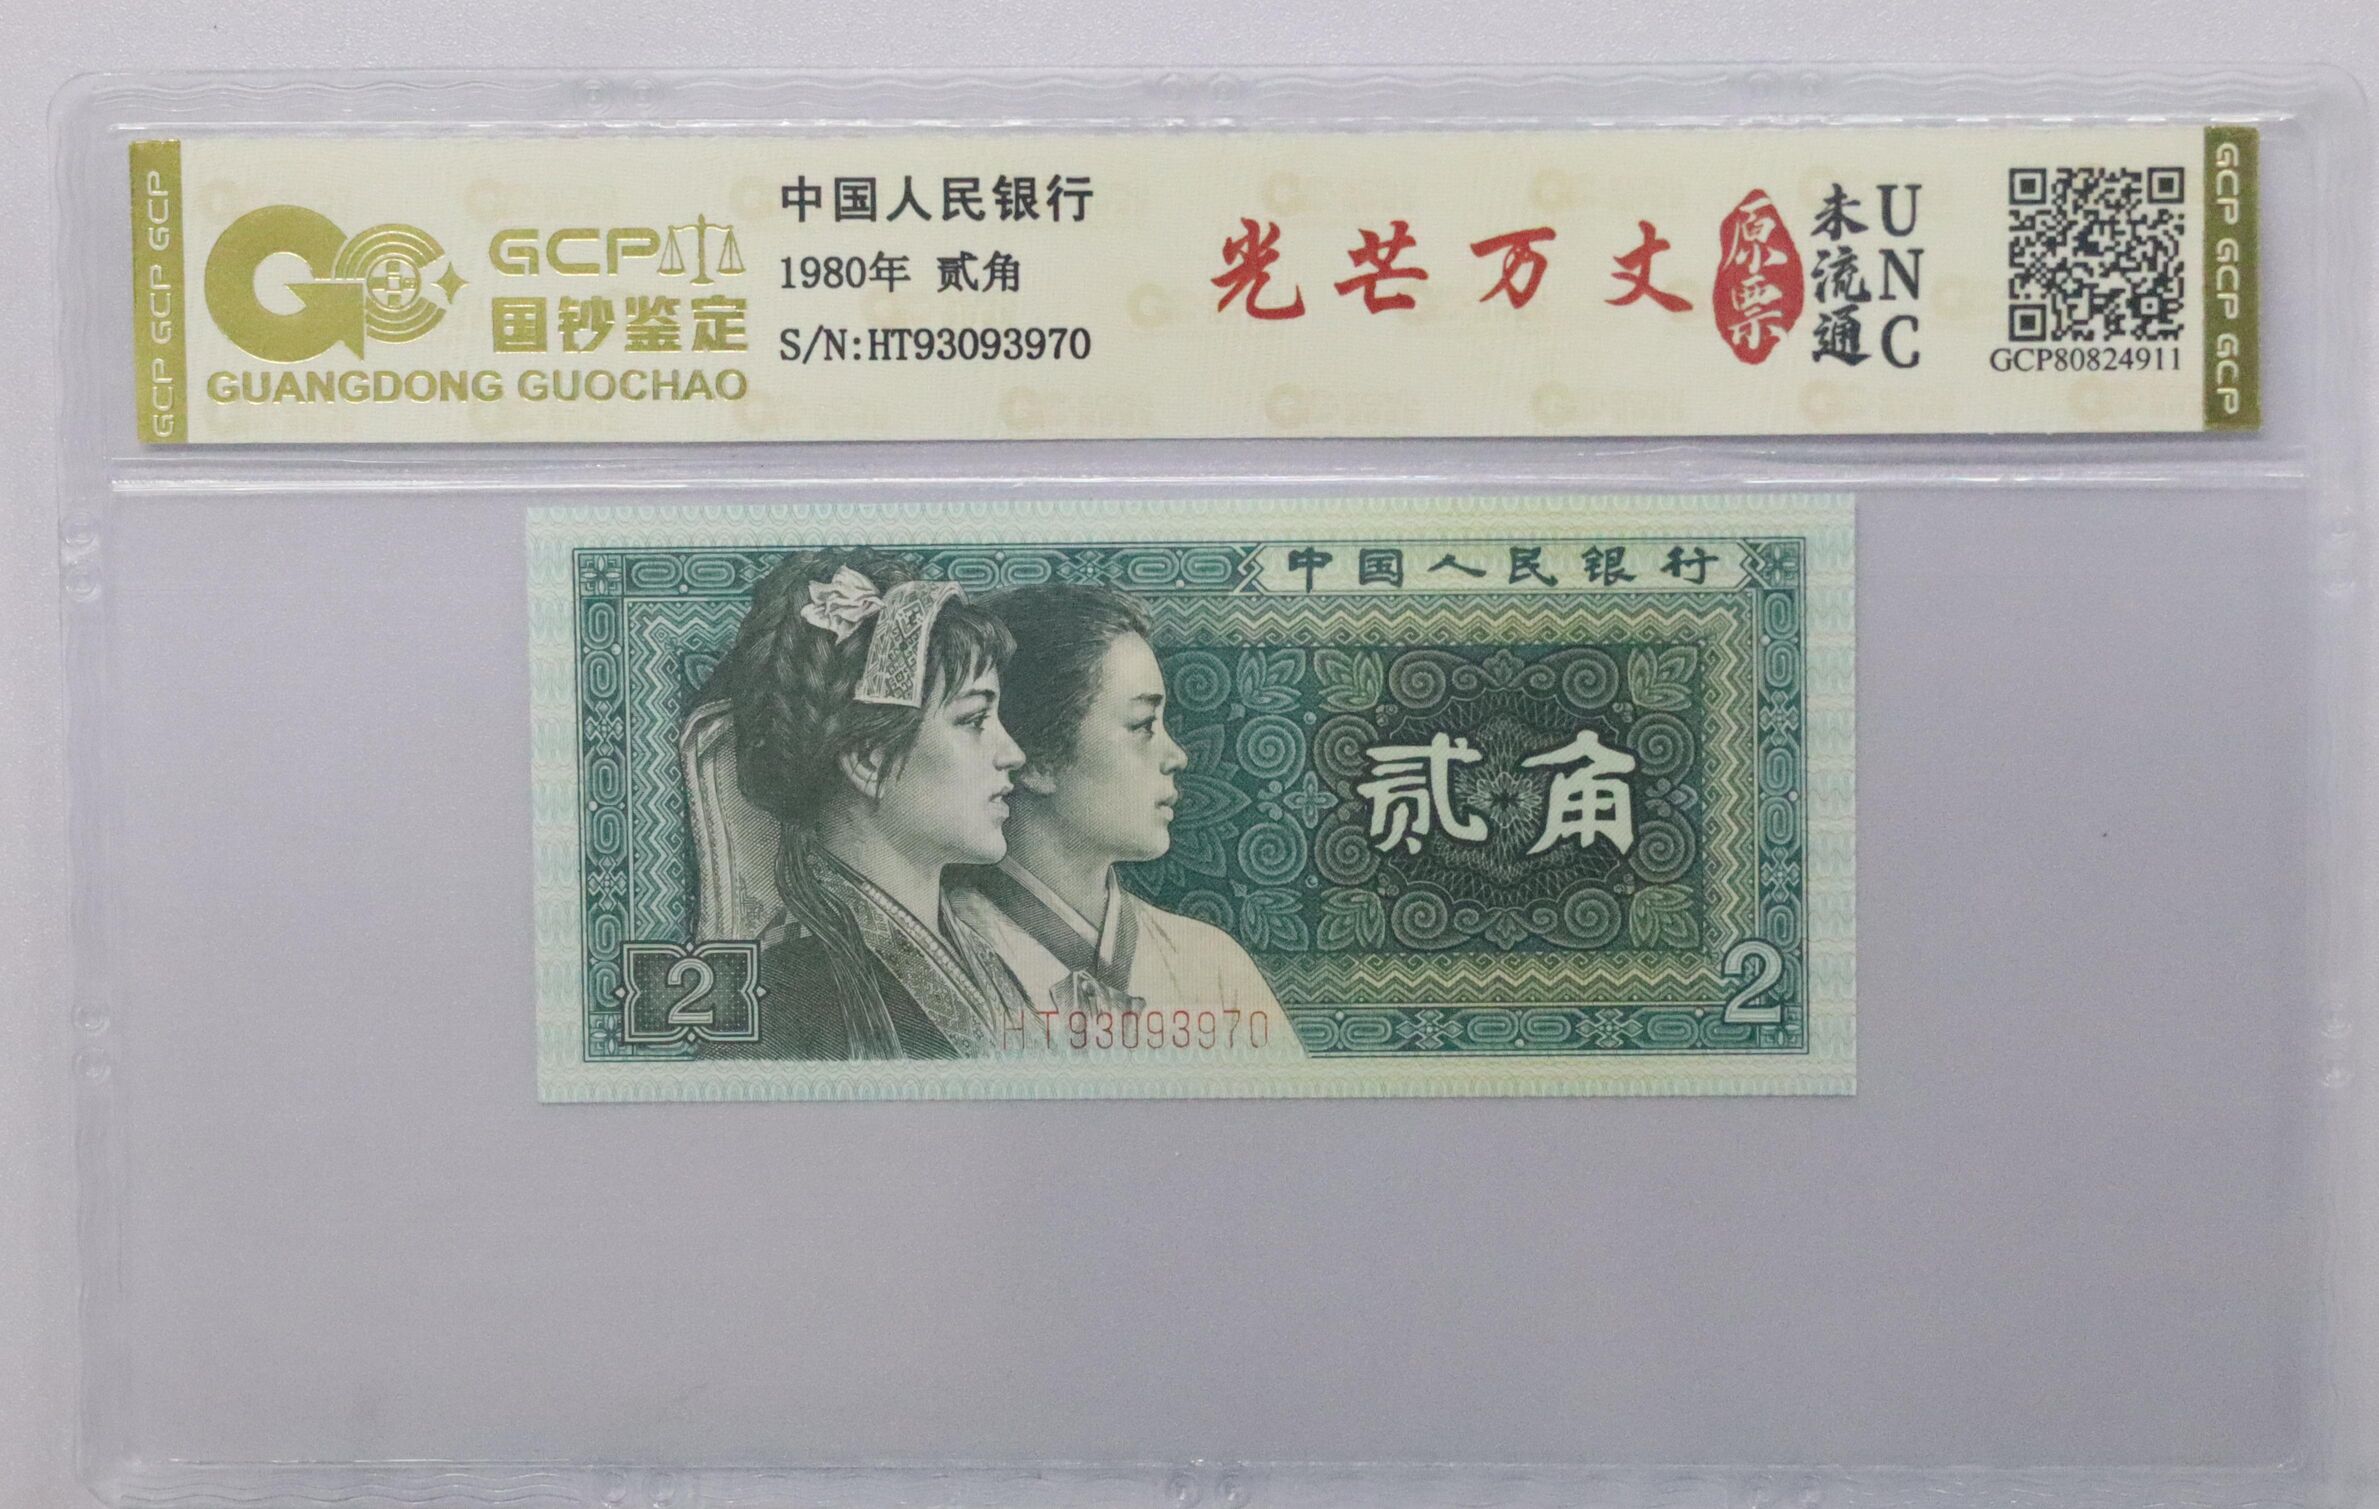 GCP GCP GCP
GCP
国钞鉴定
GUANGDONG GUOCHAO
中国人民银行
1980年 贰角
S/N:HT93093970
光芒万丈
原票
未流通
UNC
GCP80824911
GCP GCP GCP
中国人民银行
贰角
2
2
HT93093970